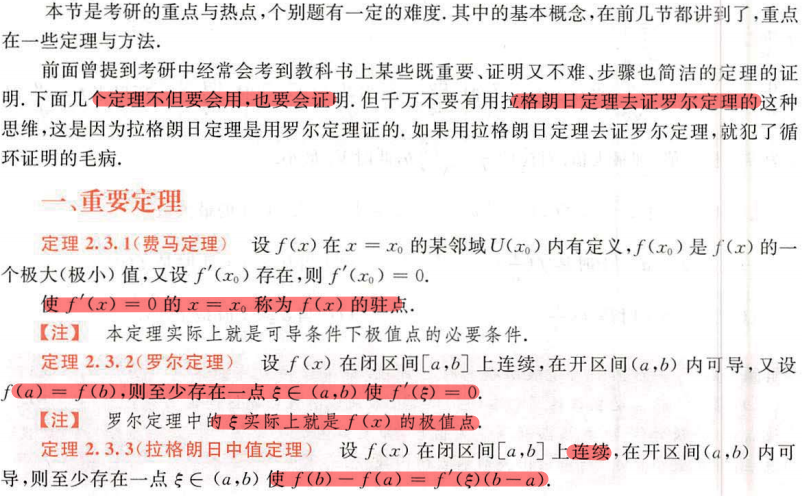 本节是考研的重点与热点,个别题有一定的难度.其中的基本概念,在前几节都讲到了,重点
在一些定理与方法.
前面曾提到考研中经常会考到教科书上某些既重要、证明又不难、步骤也简洁的定理的证
明.下面几个定理不但要会用,也要会证明.但千万不要有用拉格朗日定理去证罗尔定理的这种
思维,这是因为拉格朗日定理是用罗尔定理证的.如果用拉格朗日定理去证罗尔定理,就犯了循
环证明的毛病.
一、重要定理
定理 2.3.1(费马定理) 设 f(x) 在 x = x₀ 的某邻域 U(x₀) 内有定义,f(x₀) 是 f(x) 的一
个极大(极小) 值,又设 f′(x₀) 存在,则 f′(x₀) = 0.
使 f′(x) = 0 的 x = x₀ 称为 f(x) 的驻点.
【注】 本定理实际上就是可导条件下极值点的必要条件.
定理 2.3.2(罗尔定理) 设 f(x) 在闭区间[a,b] 上连续,在开区间(a,b) 内可导,又设
f(a) = f(b),则至少存在一点 ξ ∈ (a,b) 使 f′(ξ) = 0.
【注】 罗尔定理中的 ξ 实际上就是 f(x) 的极值点.
定理 2.3.3(拉格朗日中值定理) 设 f(x) 在闭区间[a,b] 上连续,在开区间(a,b) 内可
导,则至少存在一点 ξ ∈ (a,b) 使 f(b) − f(a) = f′(ξ)(b − a).